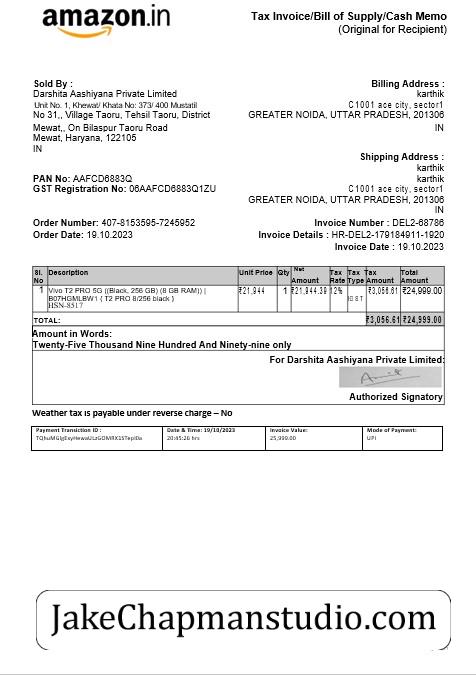 amazon.in
Tax Invoice/Bill of Supply/Cash Memo
(Original for Recipient)
Sold By :
Darshita Aashiyana Private Limited
Unit No. 1, Khewat/ Khata No: 373/ 400 Mustatil
No 31,, Village Taoru, Tehsil Taoru, District
Mewat,, On Bilaspur Taoru Road
Mewat, Haryana, 122105
IN
Billing Address :
karthik
C1001 ace city, sector1
GREATER NOIDA, UTTAR PRADESH, 201306
IN
Shipping Address :
karthik
karthik
C1001 ace city, sector1
GREATER NOIDA, UTTAR PRADESH, 201306
IN
PAN No: AAFCD6883Q
GST Registration No: 06AAFCD6883Q1ZU
Order Number: 407-8153595-7245952
Order Date: 19.10.2023
Invoice Number : DEL2-68786
Invoice Details : HR-DEL2-179184911-1920
Invoice Date : 19.10.2023
Sl. No Description Unit Price Qty Net Amount Tax Rate Tax Type Tax Amount Total Amount
1 Vivo T2 PRO 5G ((Black, 256 GB) (8 GB RAM)) | ₹21,944 1 ₹21,944.39 12% ₹3,056.61 ₹24,999.00
B07HGMLBW1 ( T2 PRO 8/256 black )
HSN-8517
TOTAL: ₹3,056.61 ₹24,999.00
Amount in Words:
Twenty-Five Thousand Nine Hundred And Ninety-nine only
For Darshita Aashiyana Private Limited:
Authorized Signatory
Weather tax is payable under reverse charge – No
Payment Transiction ID : Date & Time: 19/10/2023 Invoice Value: Mode of Payment:
20:45:26 hrs 25,999.00 UPI
JakeChapmanstudio.com